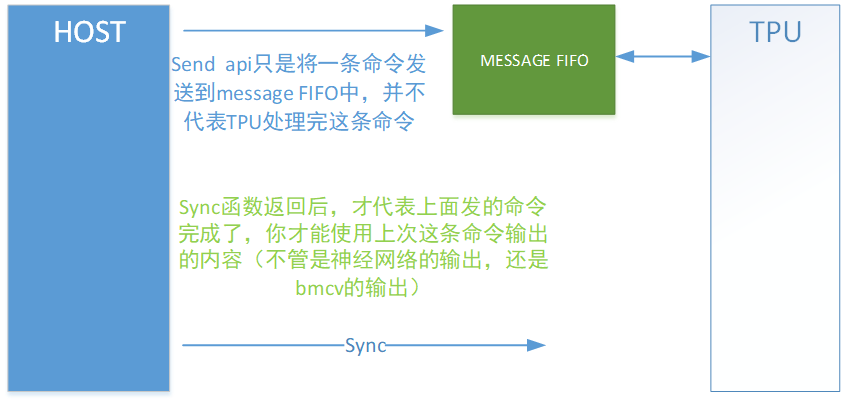 HOST
Send api只是将一条命令发
送到message FIFO中，并不
代表TPU处理完这条命令
MESSAGE FIFO
TPU
Sync函数返回后，才代表上面发的命令
完成了，你才能使用上次这条命令输出
的内容（不管是神经网络的输出，还是
bmcv的输出）
Sync